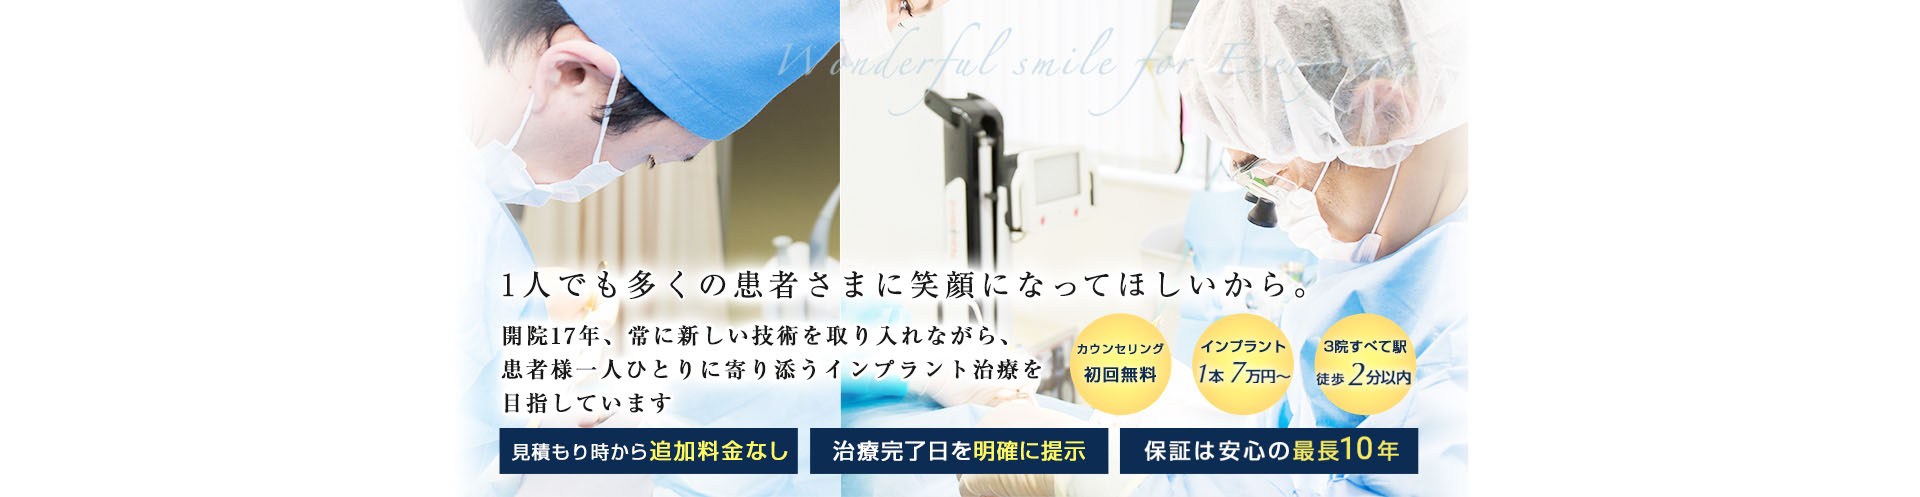 Wonderful smile for Everyone!
1人でも多くの患者さまに笑顔になってほしいから。
開院17年、常に新しい技術を取り入れながら、
患者様一人ひとりに寄り添うインプラント治療を
目指しています
カウンセリング
初回無料
インプラント
1本 7万円～
3院すべて駅
徒歩 2分以内
見積もり時から追加料金なし
治療完了日を明確に提示
保証は安心の最長10年